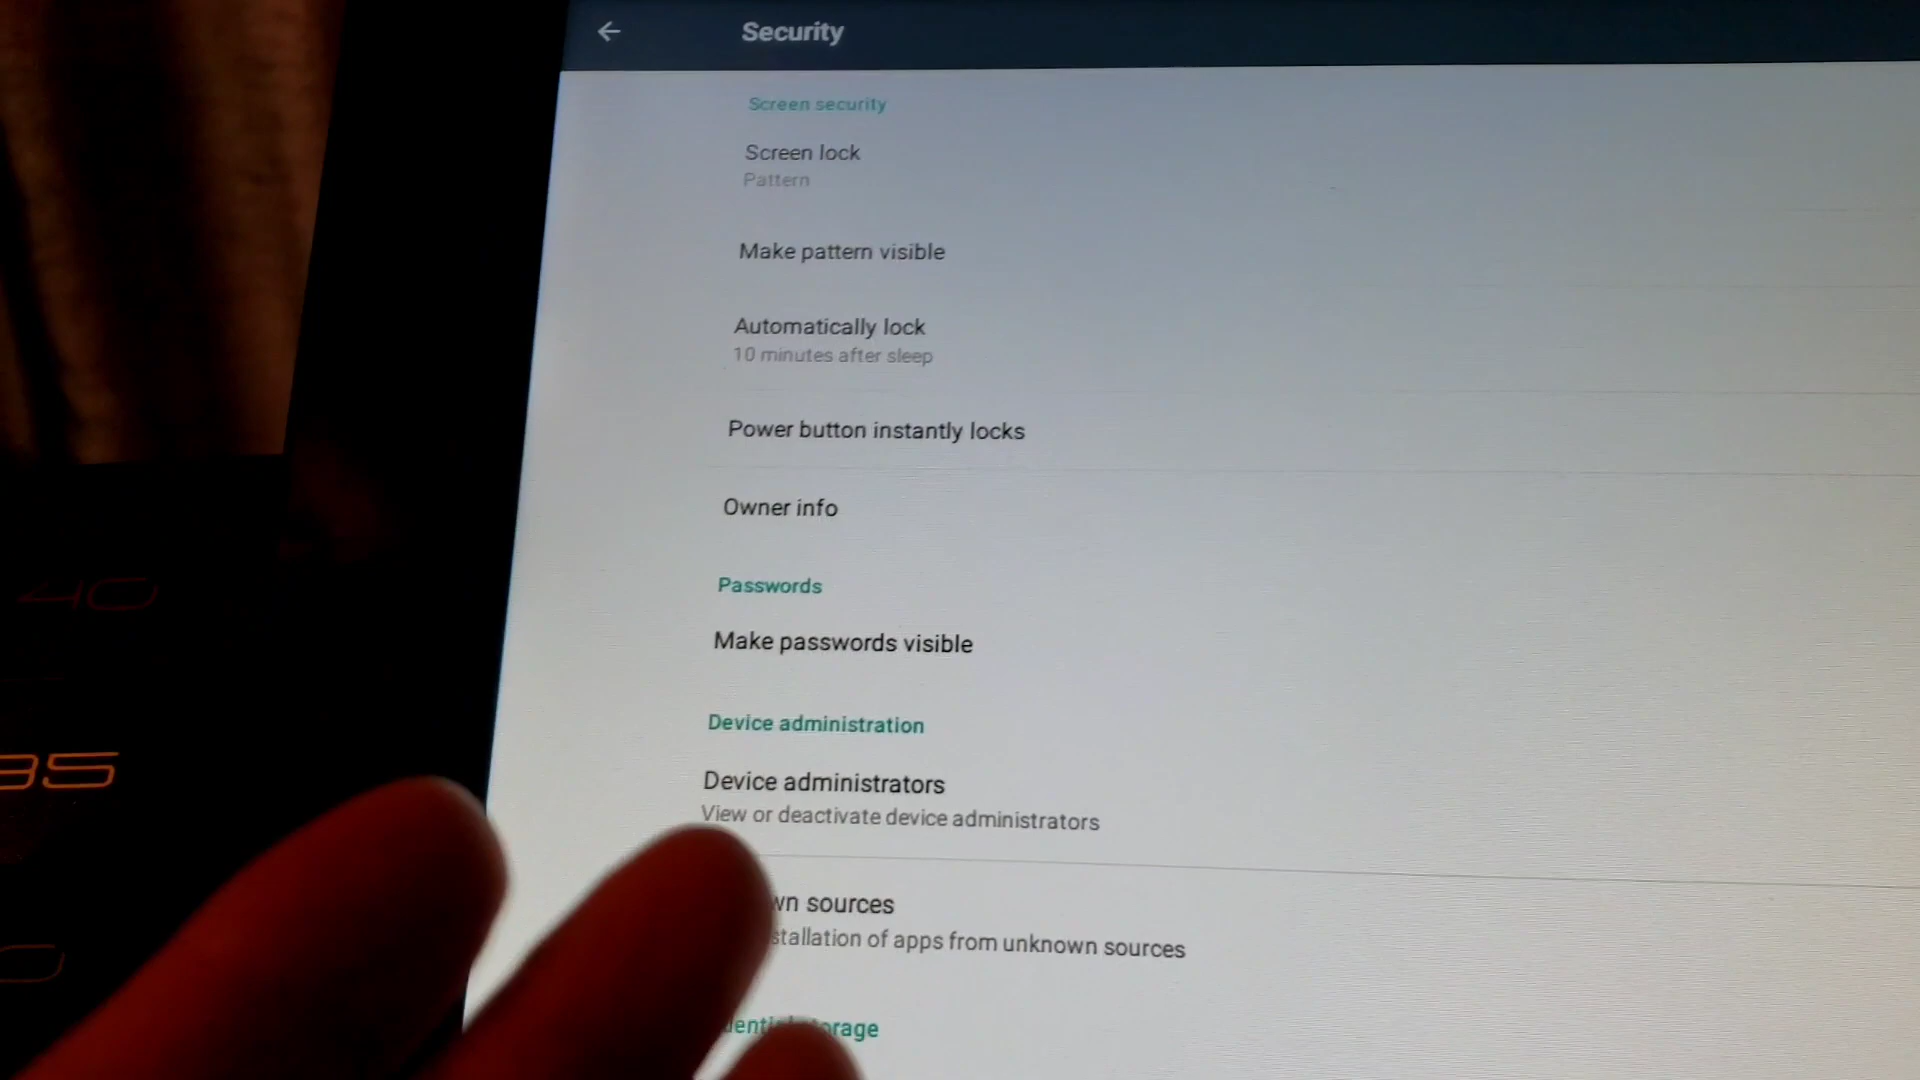 Security
Screen security
Screen lock
Pattern
Make pattern visible
Automatically lock
10 minutes after sleep
Power button instantly locks
Owner info
Passwords
Make passwords visible
Device administration
Device administrators
View or deactivate device administrators
sources
of apps from unknown sources
40
35